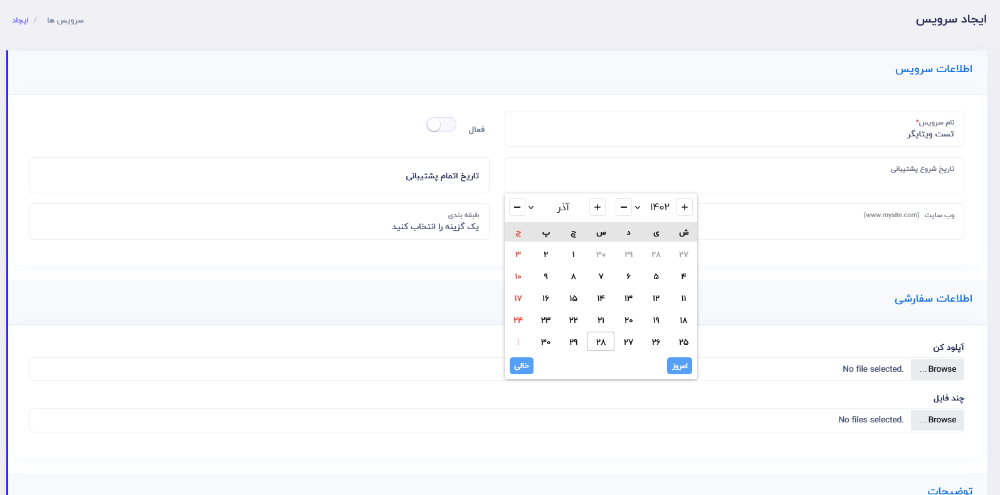 ایجاد سرویس
سرویس ها / ایجاد
اطلاعات سرویس
نام سرویس*
تست ویتایگر
فعال
تاریخ شروع پشتیبانی
تاریخ اتمام پشتیبانی
وب سایت (www.mysite.com)
طبقه بندی
یک گزینه را انتخاب کنید
+ ۱۴۰۲ − + آذر −
ش ی د س چ پ ج
۲۷ ۲۸ ۲۹ ۳۰ ۱ ۲ ۳
۴ ۵ ۶ ۷ ۸ ۹ ۱۰
۱۱ ۱۲ ۱۳ ۱۴ ۱۵ ۱۶ ۱۷
۱۸ ۱۹ ۲۰ ۲۱ ۲۲ ۲۳ ۲۴
۲۵ ۲۶ ۲۷ ۲۸ ۲۹ ۳۰ ۱
امروز خالی
اطلاعات سفارشی
آپلود کن
Browse... No file selected.
چند فایل
Browse... No files selected.
توضیحات